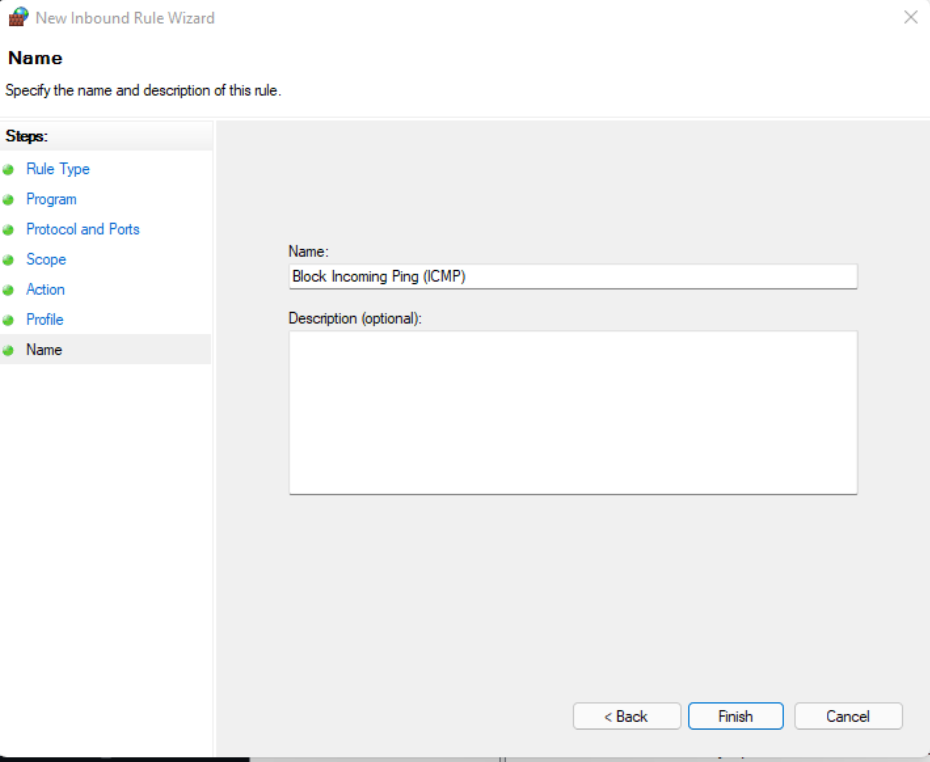 New Inbound Rule Wizard
Name
Specify the name and description of this rule.
Steps:
Rule Type
Program
Protocol and Ports
Scope
Action
Profile
Name
Name:
Block Incoming Ping (ICMP)
Description (optional):
< Back
Finish
Cancel